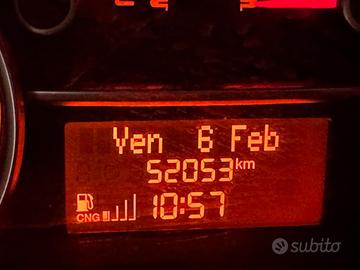 Ven 6 Feb
52053 km
CNG 10:57
subito